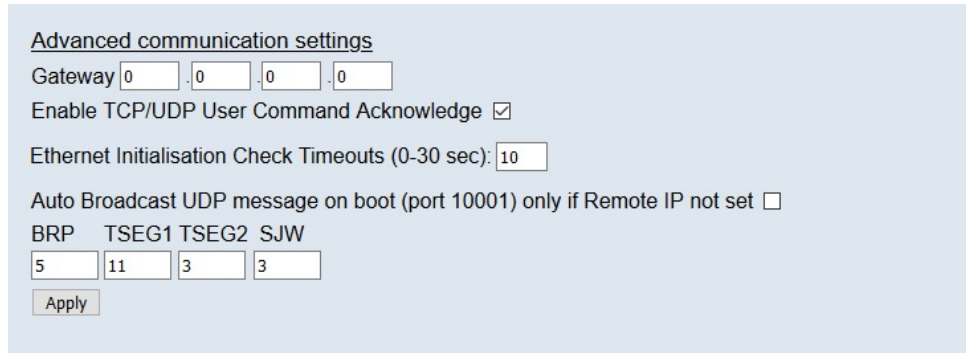 Advanced communication settings
Gateway 0 . 0 . 0 . 0
Enable TCP/UDP User Command Acknowledge
Ethernet Initialisation Check Timeouts (0-30 sec): 10
Auto Broadcast UDP message on boot (port 10001) only if Remote IP not set
BRP TSEG1 TSEG2 SJW
5 11 3 3
Apply